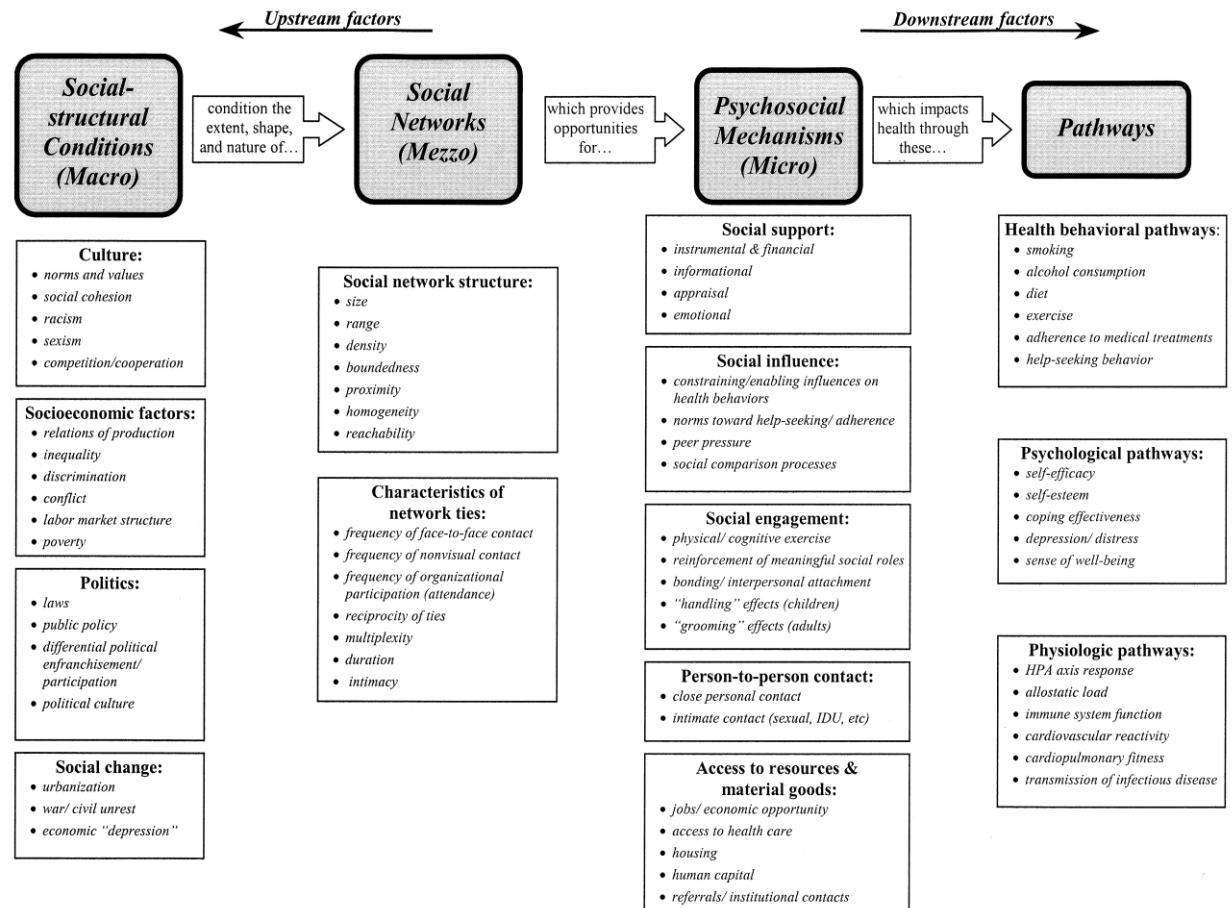 Upstream factors
Downstream factors
Social-
structural
Conditions
(Macro)
condition the
extent, shape,
and nature of…
Social
Networks
(Mezzo)
which provides
opportunities
for…
Psychosocial
Mechanisms
(Micro)
which impacts
health through
these…
Pathways
Culture:
• norms and values
• social cohesion
• racism
• sexism
• competition/cooperation
Socioeconomic factors:
• relations of production
• inequality
• discrimination
• conflict
• labor market structure
• poverty
Politics:
• laws
• public policy
• differential political
enfranchisement/
participation
• political culture
Social change:
• urbanization
• war/ civil unrest
• economic “depression”
Social network structure:
• size
• range
• density
• boundedness
• proximity
• homogeneity
• reachability
Characteristics of
network ties:
• frequency of face-to-face contact
• frequency of nonvisual contact
• frequency of organizational
participation (attendance)
• reciprocity of ties
• multiplexity
• duration
• intimacy
Social support:
• instrumental & financial
• informational
• appraisal
• emotional
Social influence:
• constraining/enabling influences on
health behaviors
• norms toward help-seeking/ adherence
• peer pressure
• social comparison processes
Social engagement:
• physical/ cognitive exercise
• reinforcement of meaningful social roles
• bonding/ interpersonal attachment
• “handling” effects (children)
• “grooming” effects (adults)
Person-to-person contact:
• close personal contact
• intimate contact (sexual, IDU, etc)
Access to resources &
material goods:
• jobs/ economic opportunity
• access to health care
• housing
• human capital
• referrals/ institutional contacts
Health behavioral pathways:
• smoking
• alcohol consumption
• diet
• exercise
• adherence to medical treatments
• help-seeking behavior
Psychological pathways:
• self-efficacy
• self-esteem
• coping effectiveness
• depression/ distress
• sense of well-being
Physiologic pathways:
• HPA axis response
• allostatic load
• immune system function
• cardiovascular reactivity
• cardiopulmonary fitness
• transmission of infectious disease